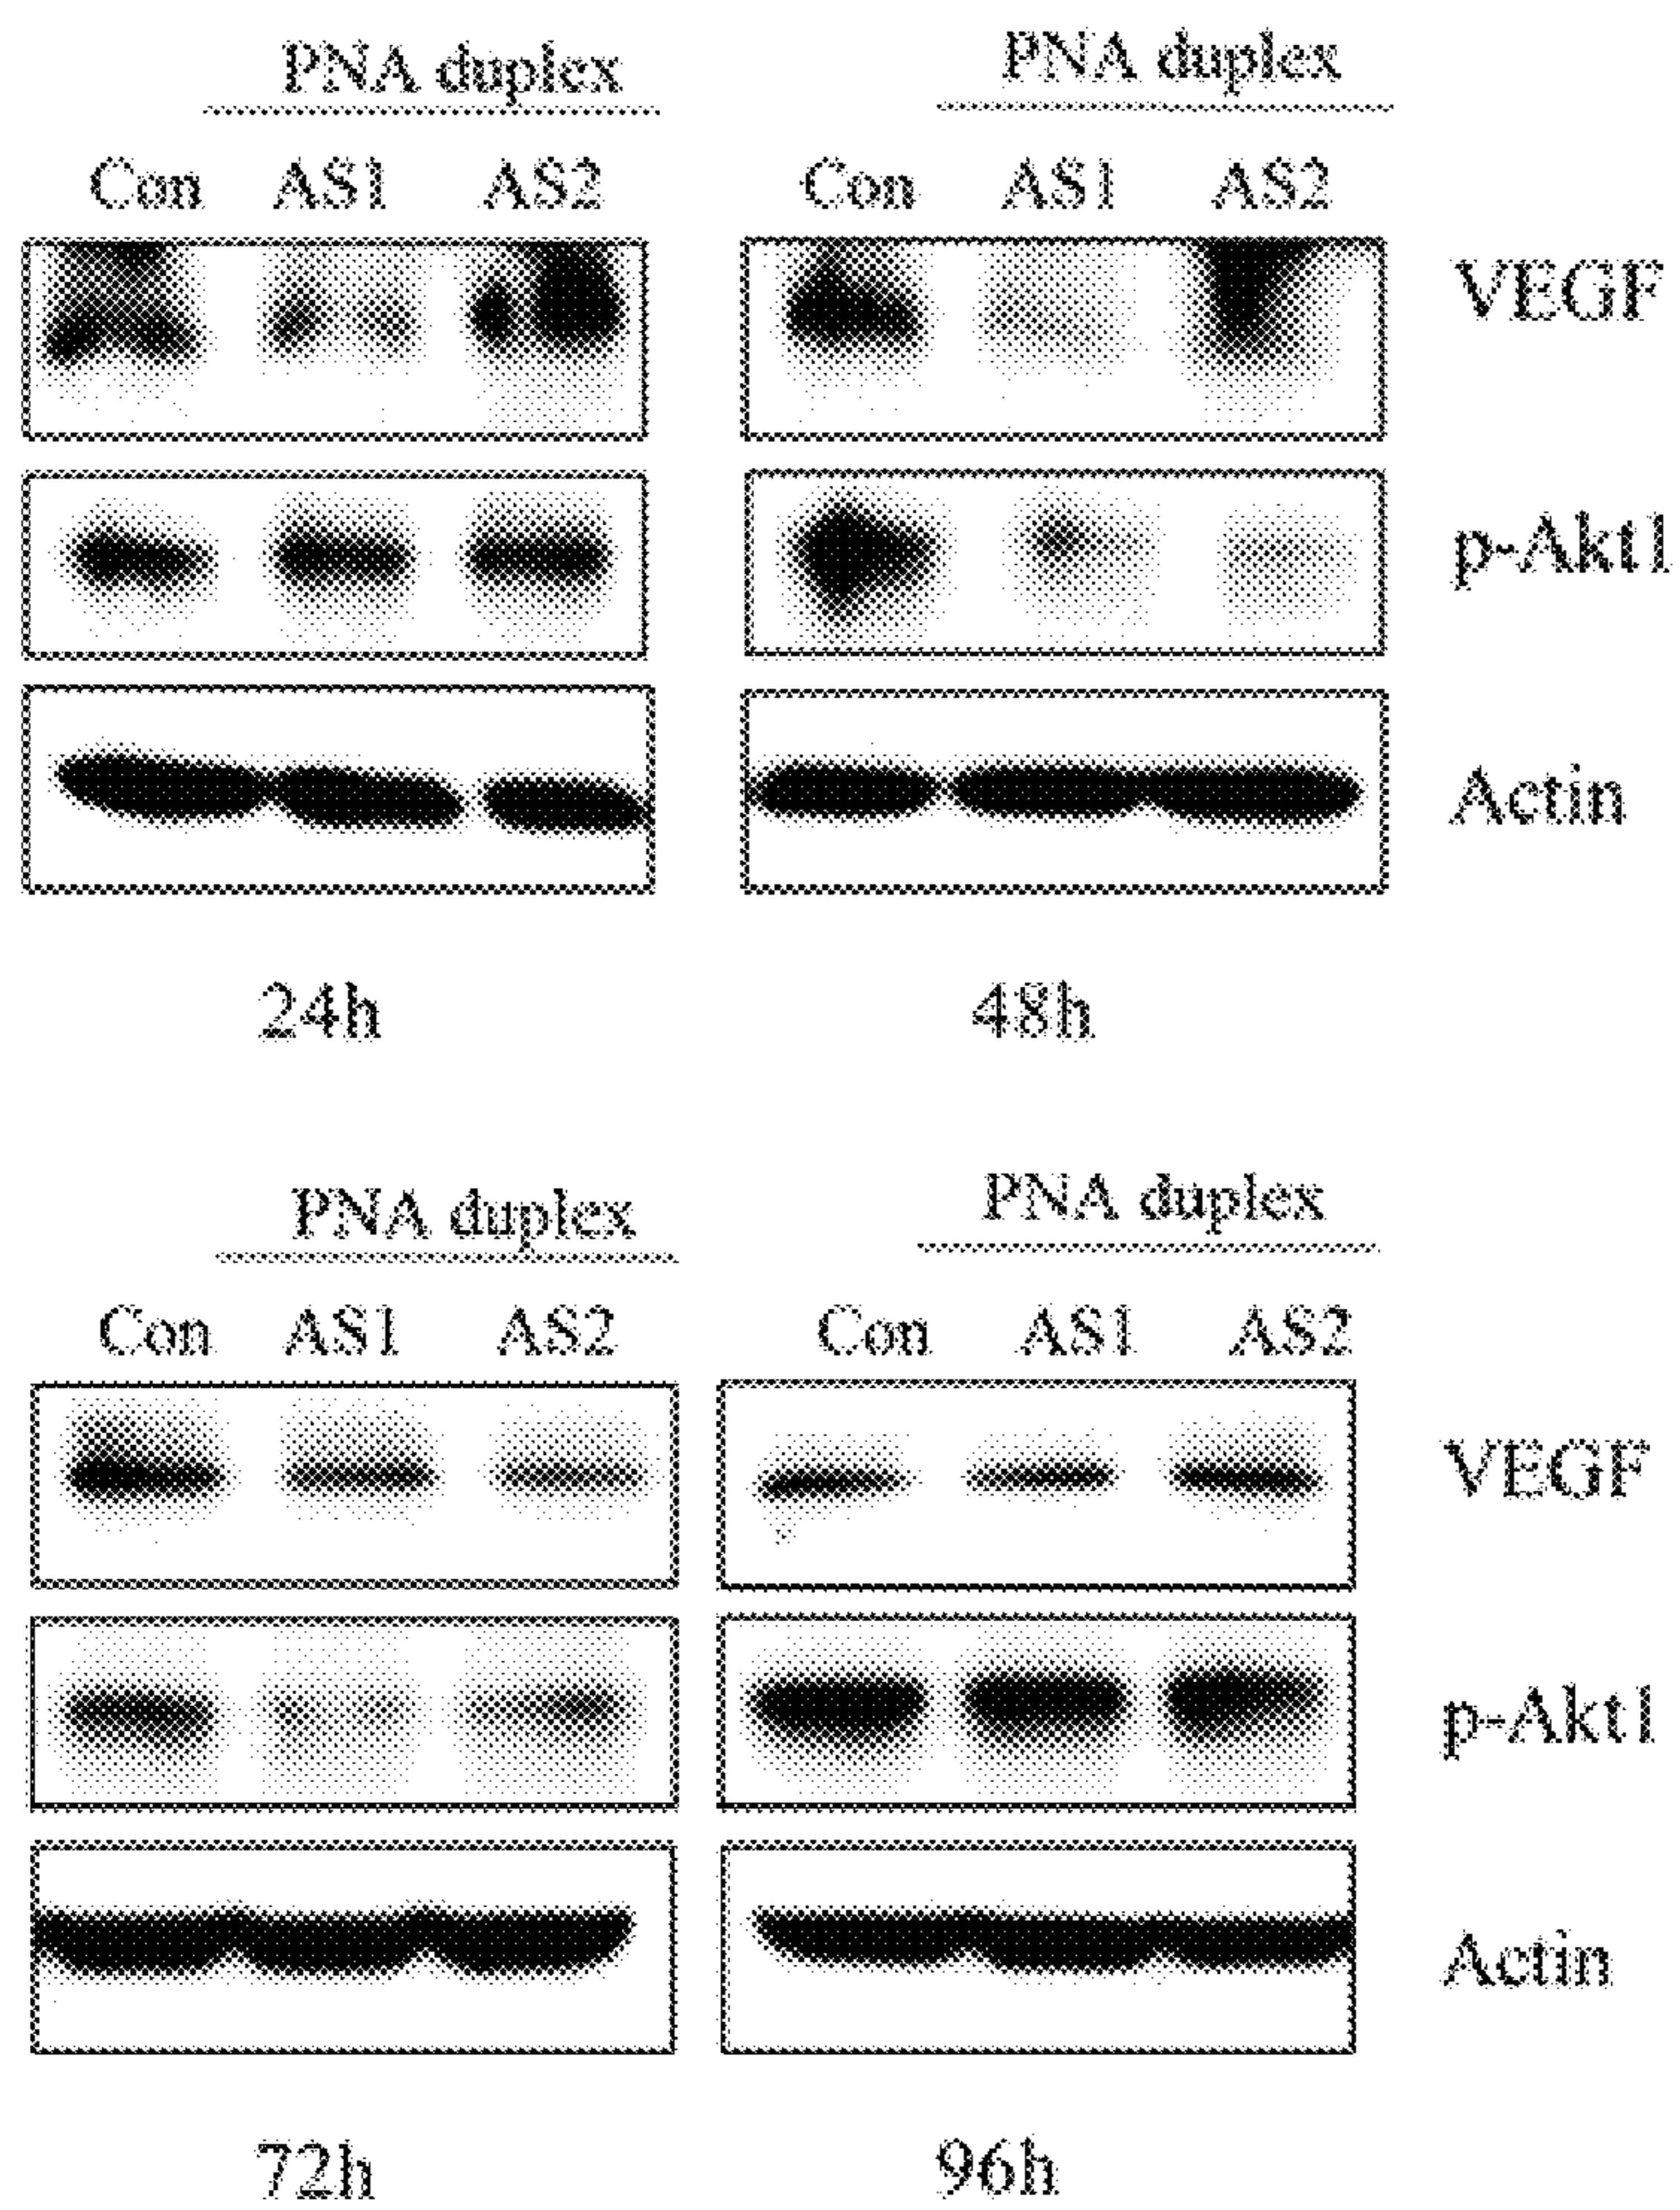 PNA duplex PNA duplex
Con AS1 AS2 Con AS1 AS2
VEGF
p-Akt1
Actin
24h 48h
PNA duplex PNA duplex
Con AS1 AS2 Con AS1 AS2
VEGF
p-Akt1
Actin
72h 96h